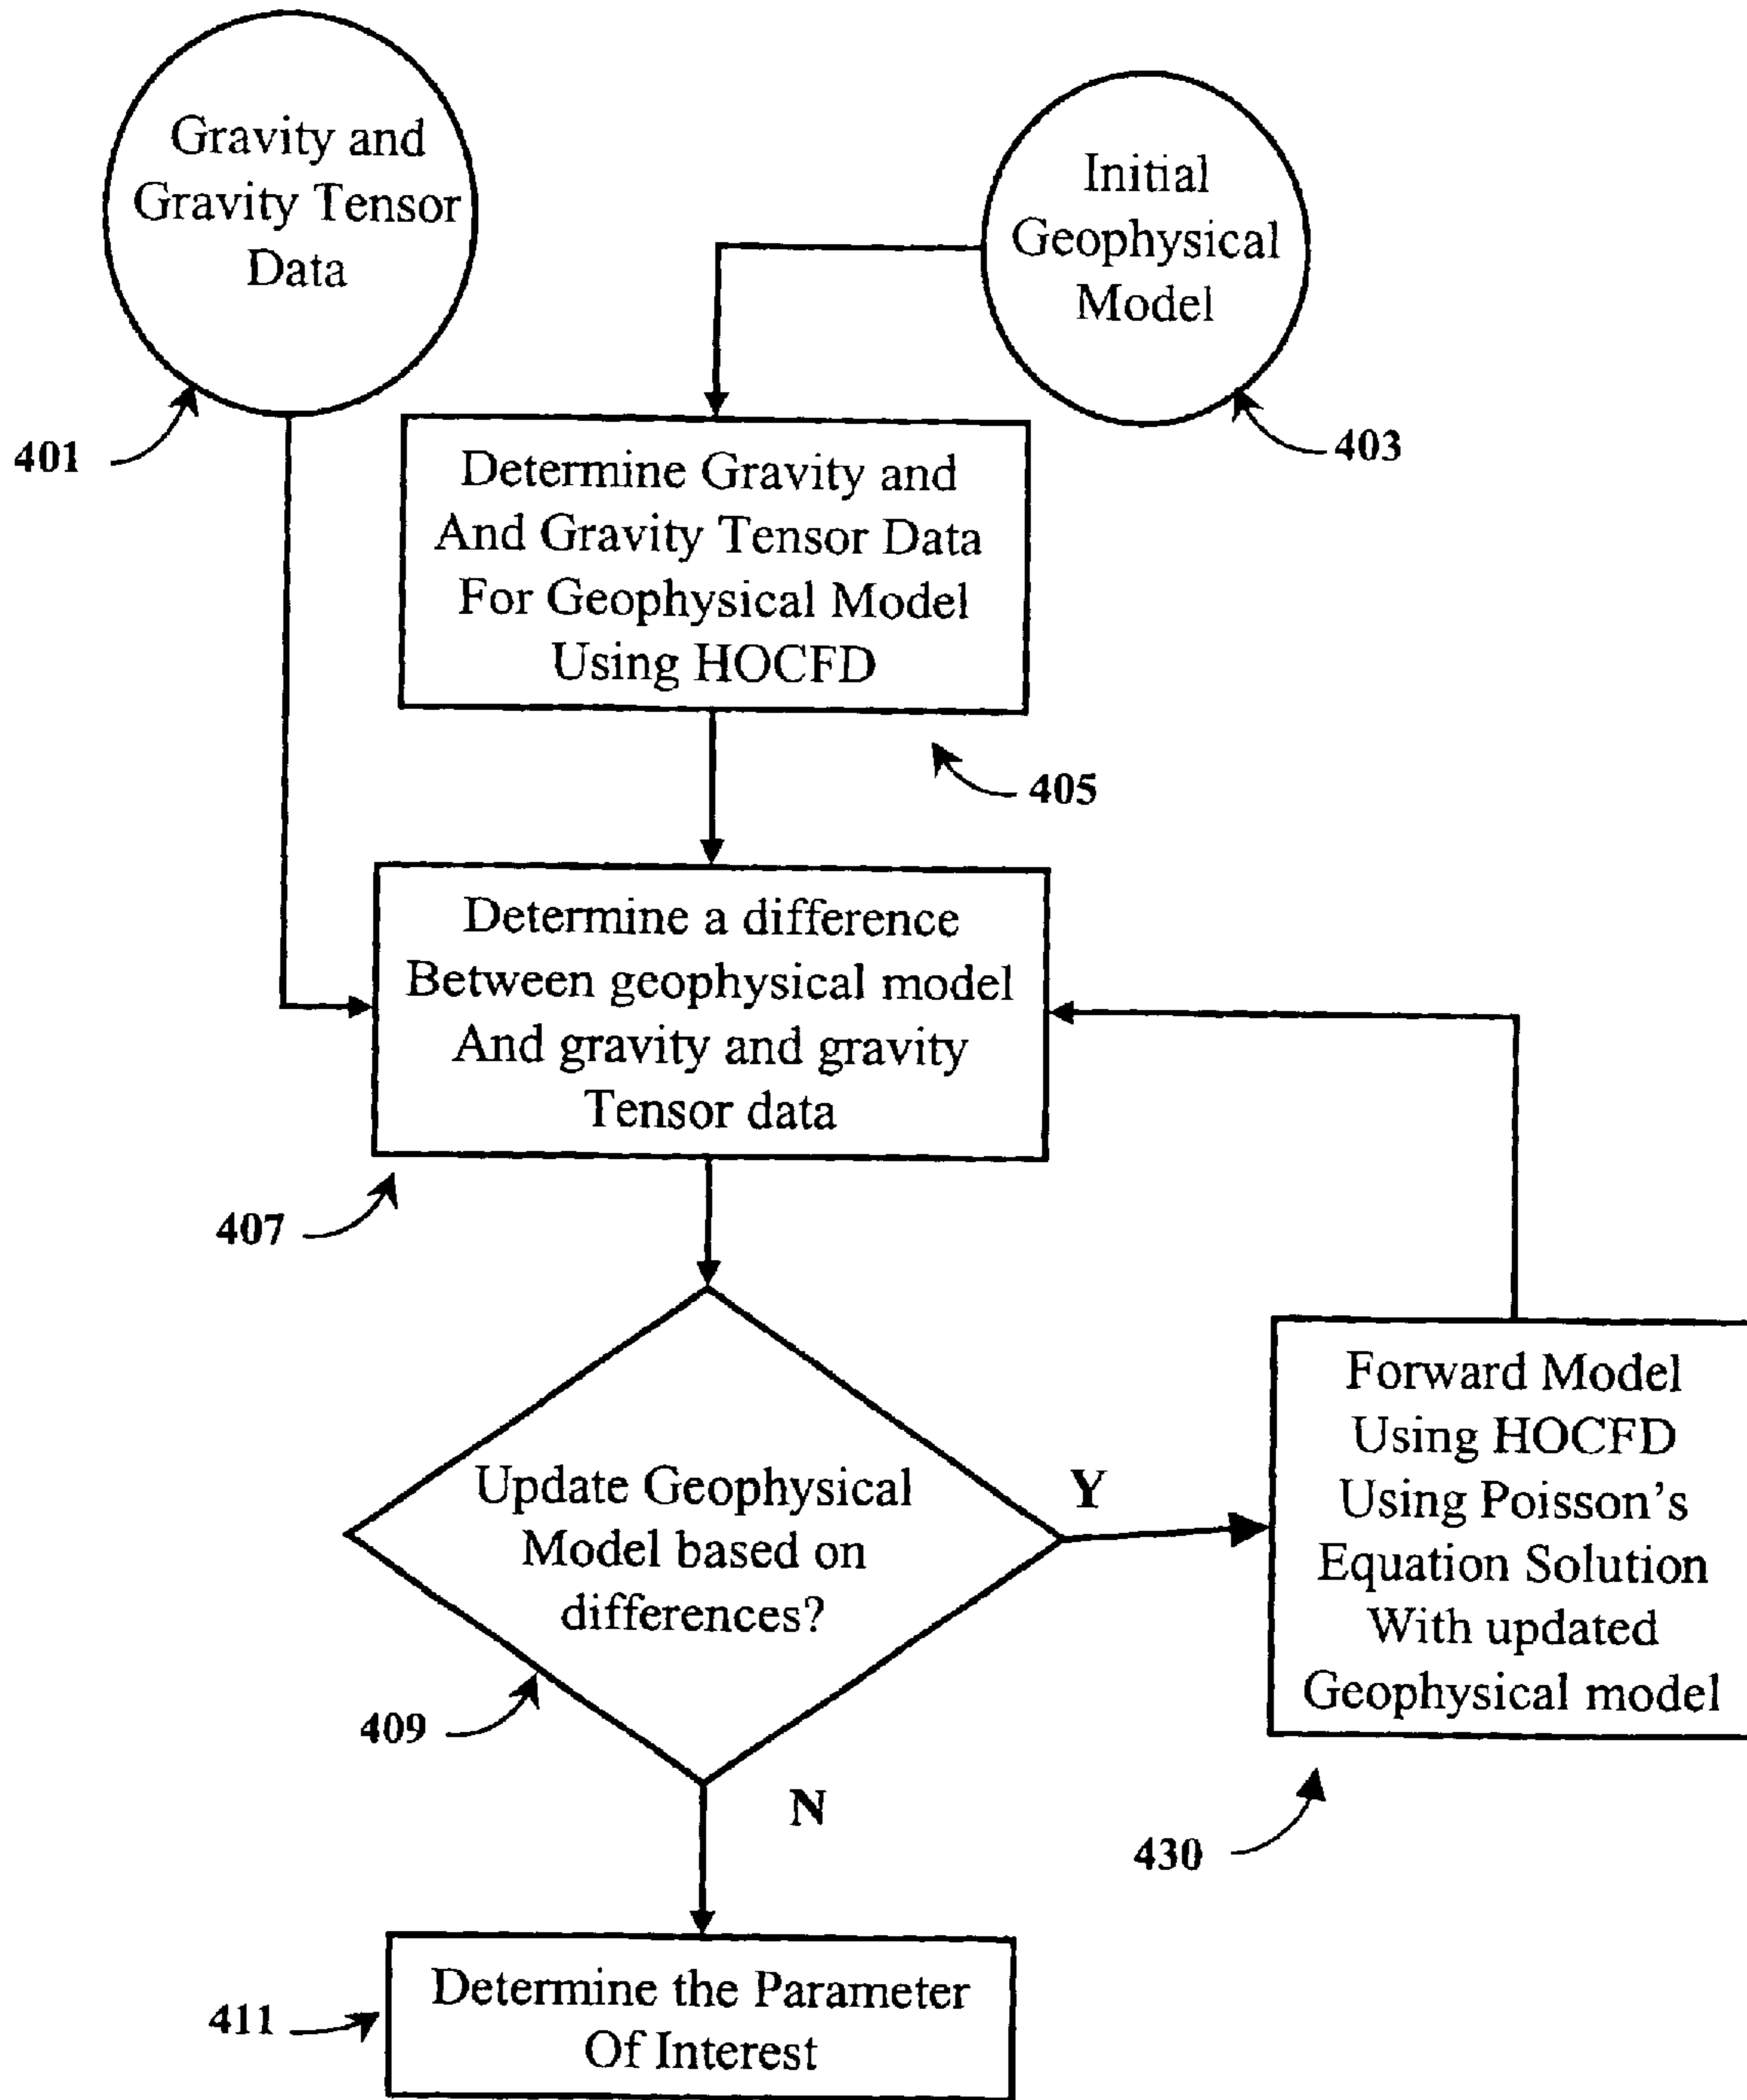 Gravity and
Gravity Tensor
Data
401
Initial
Geophysical
Model
403
Determine Gravity and
And Gravity Tensor Data
For Geophysical Model
Using HOCFD
405
Determine a difference
Between geophysical model
And gravity and gravity
Tensor data
407
Update Geophysical
Model based on
differences?
409
Y
Forward Model
Using HOCFD
Using Poisson's
Equation Solution
With updated
Geophysical model
430
N
Determine the Parameter
Of Interest
411